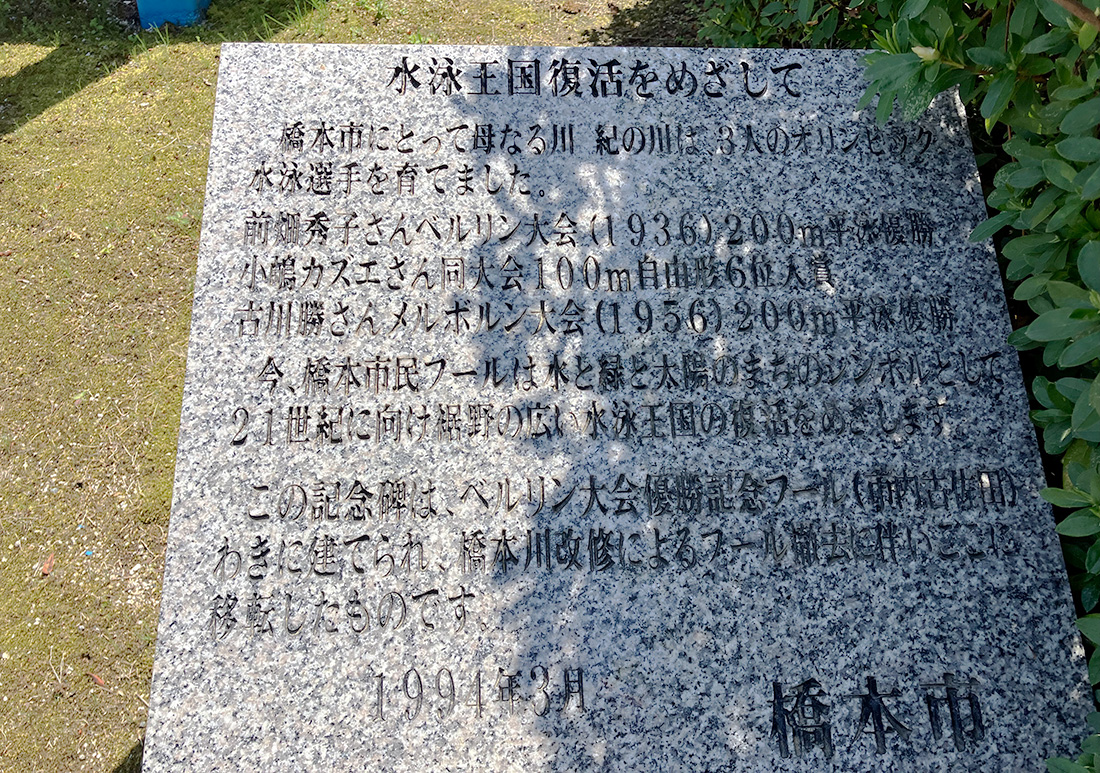 水泳王国復活をめざして
橋本市にとって母なる川 紀の川は 3人のオリンピック
水泳選手を育てました。
前畑秀子さんベルリン大会(1936)200m平泳優勝
小嶋カズエさん同大会100m自由形6位入賞
古川勝さんメルボルン大会(1956)200m平泳優勝
今、橋本市民プールは水と緑と太陽のまちのシンボルとして
21世紀に向け裾野の広い水泳王国の復活をめざします
この記念碑は、ベルリン大会優勝記念プール(市内古佐田)
わきに建てられ、橋本川改修によるプール撤去に伴いここに
移転したものです。
1994年3月
橋本市